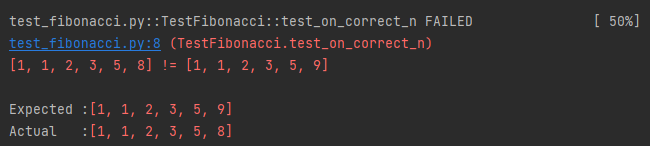 test_fibonacci.py::TestFibonacci::test_on_correct_n FAILED [ 50%]
test_fibonacci.py:8 (TestFibonacci.test_on_correct_n)
[1, 1, 2, 3, 5, 8] != [1, 1, 2, 3, 5, 9]
Expected :[1, 1, 2, 3, 5, 9]
Actual :[1, 1, 2, 3, 5, 8]